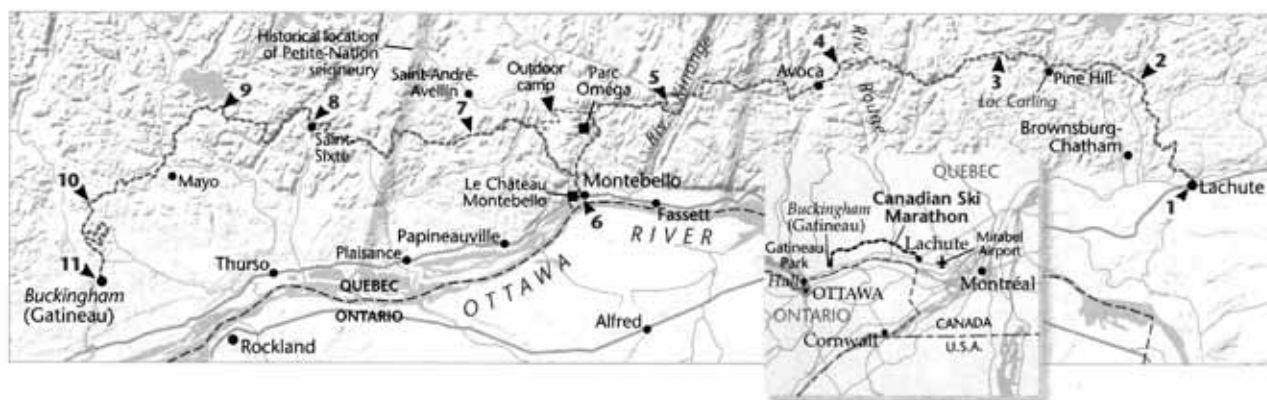 Historical
location
of Petite-Nation
seigneury
Saint-André-
Avellin
Outdoor
camp
Parc
Oméga
5
4
Riv. Rouge
Avoca
3
Lac Carling
Pine Hill
2
Brownsburg-
Chatham
Lachute
1
9
8
Saint-
Sixte
7
Mayo
10
11
Buckingham
(Gatineau)
Le Château
Montebello
Montebello
6
Fassett
Papineauville
Plaisance
Thurso
QUEBEC
ONTARIO
OTTAWA
RIVER
Rockland
Alfred
QUEBEC
Canadian Ski
Marathon
Buckingham
(Gatineau)
Lachute
Mirabel
Airport
Gatineau
Park
Hull
OTTAWA
Montréal
ONTARIO
Cornwall
CANADA
U.S.A.